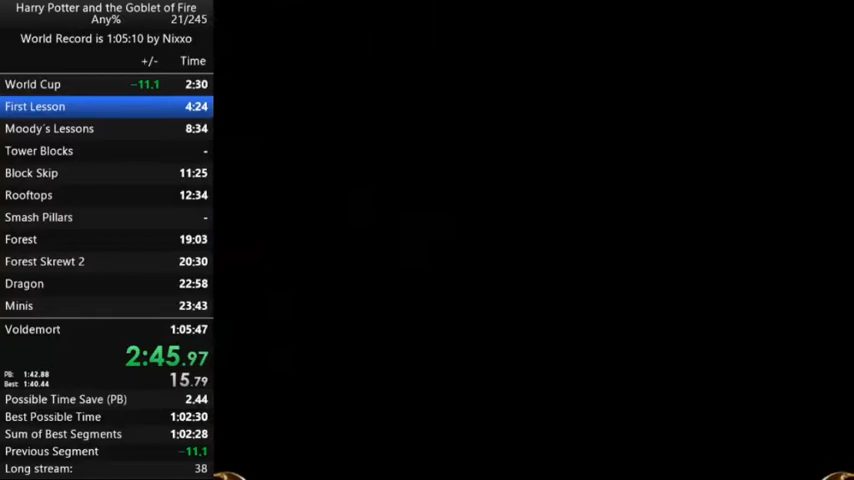 Harry Potter and the Goblet of Fire
Any% 21/245
World Record is 1:05:10 by Nixxo
+/- Time
World Cup −11.1 2:30
First Lesson 4:24
Moody´s Lessons 8:34
Tower Blocks -
Block Skip 11:25
Rooftops 12:34
Smash Pillars -
Forest 19:03
Forest Skrewt 2 20:30
Dragon 22:58
Minis 23:43
Voldemort 1:05:47
2:45.97
PB: 1:42.88
Best: 1:40.44 15.79
Possible Time Save (PB) 2.44
Best Possible Time 1:02:30
Sum of Best Segments 1:02:28
Previous Segment −11.1
Long stream: 38